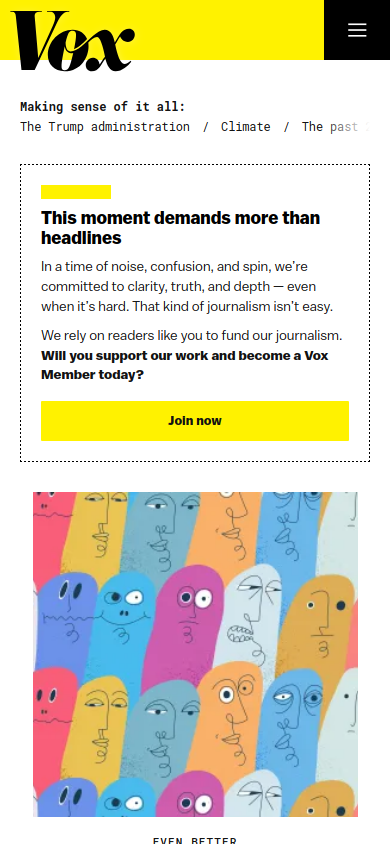 Vox
Making sense of it all:
The Trump administration / Climate / The past
This moment demands more than
headlines
In a time of noise, confusion, and spin, we’re
committed to clarity, truth, and depth — even
when it’s hard. That kind of journalism isn’t easy.
We rely on readers like you to fund our journalism.
Will you support our work and become a Vox
Member today?
Join now
EVEN BETTER